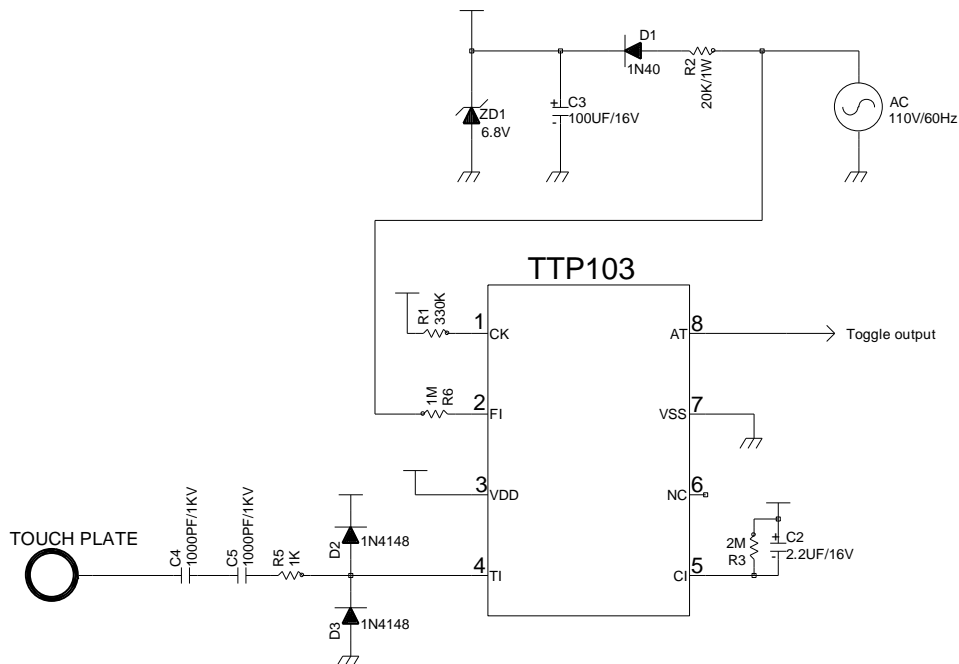 D1
1N40
R2
20K/1W
ZD1
6.8V
+
C3
100UF/16V
-
AC
110V/60Hz
TTP103
R1
330K
1
CK
AT
8
Toggle output
1M
R6
2
FI
VSS
7
3
VDD
NC
6
TOUCH PLATE
C4
1000PF/1KV
C5
1000PF/1KV
R5
1K
D2
1N4148
4
TI
CI
5
2M
R3
+
C2
2.2UF/16V
D3
1N4148